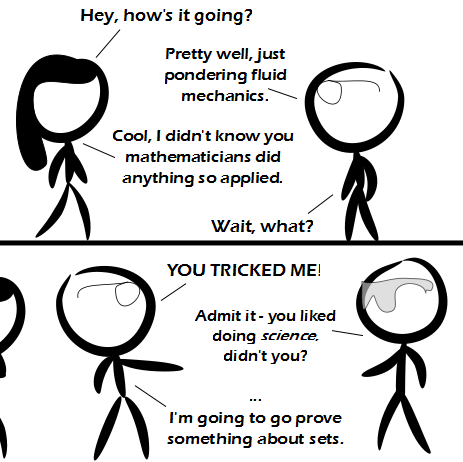 Hey, how's it going?
Pretty well, just
pondering fluid
mechanics.
Cool, I didn't know you
mathematicians did
anything so applied.
Wait, what?
YOU TRICKED ME!
Admit it - you liked
doing science,
didn't you?
...
I'm going to go prove
something about sets.